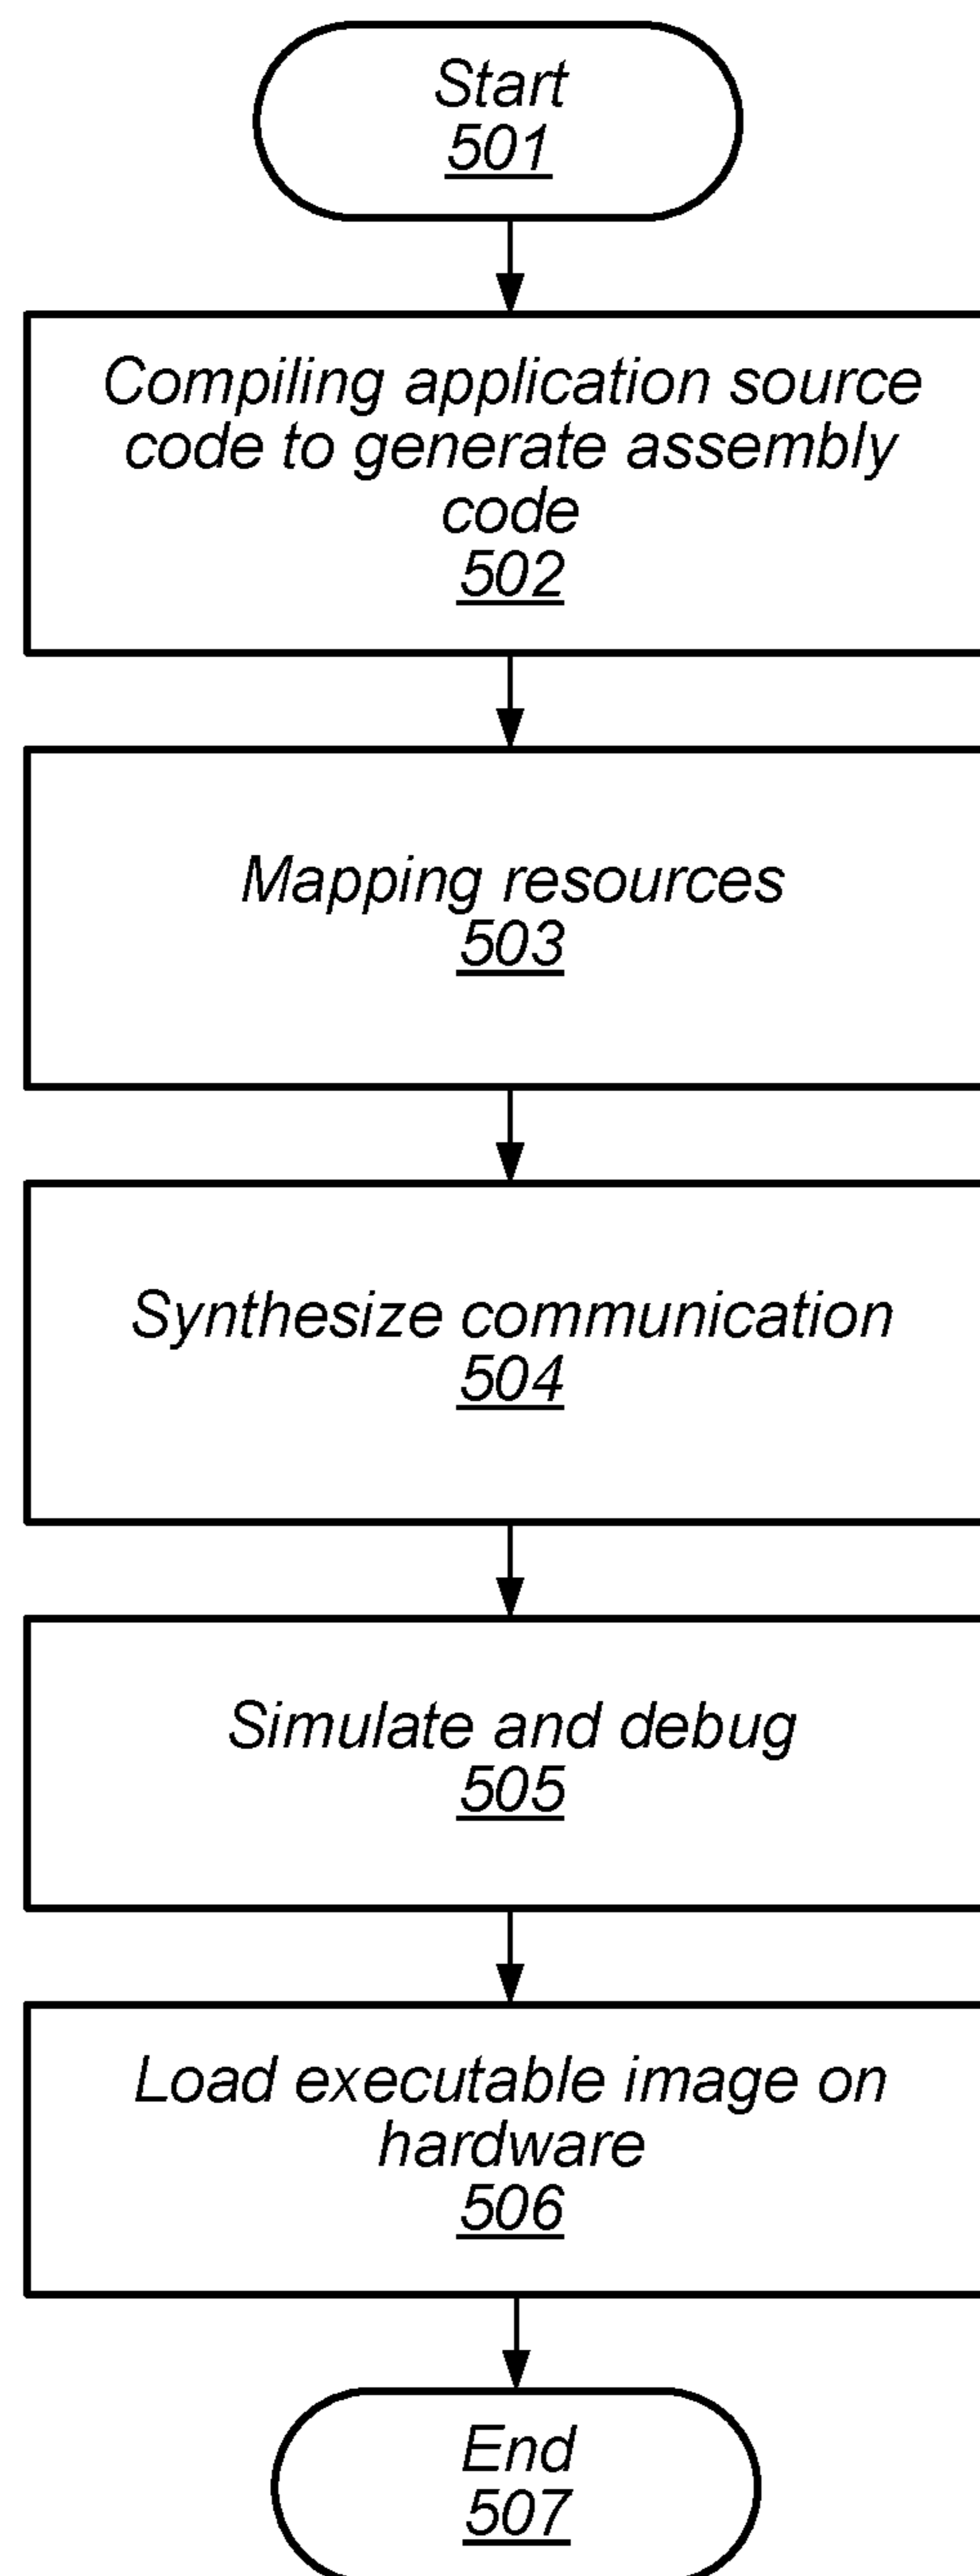 Start
501
Compiling application source
code to generate assembly
code
502
Mapping resources
503
Synthesize communication
504
Simulate and debug
505
Load executable image on
hardware
506
End
507